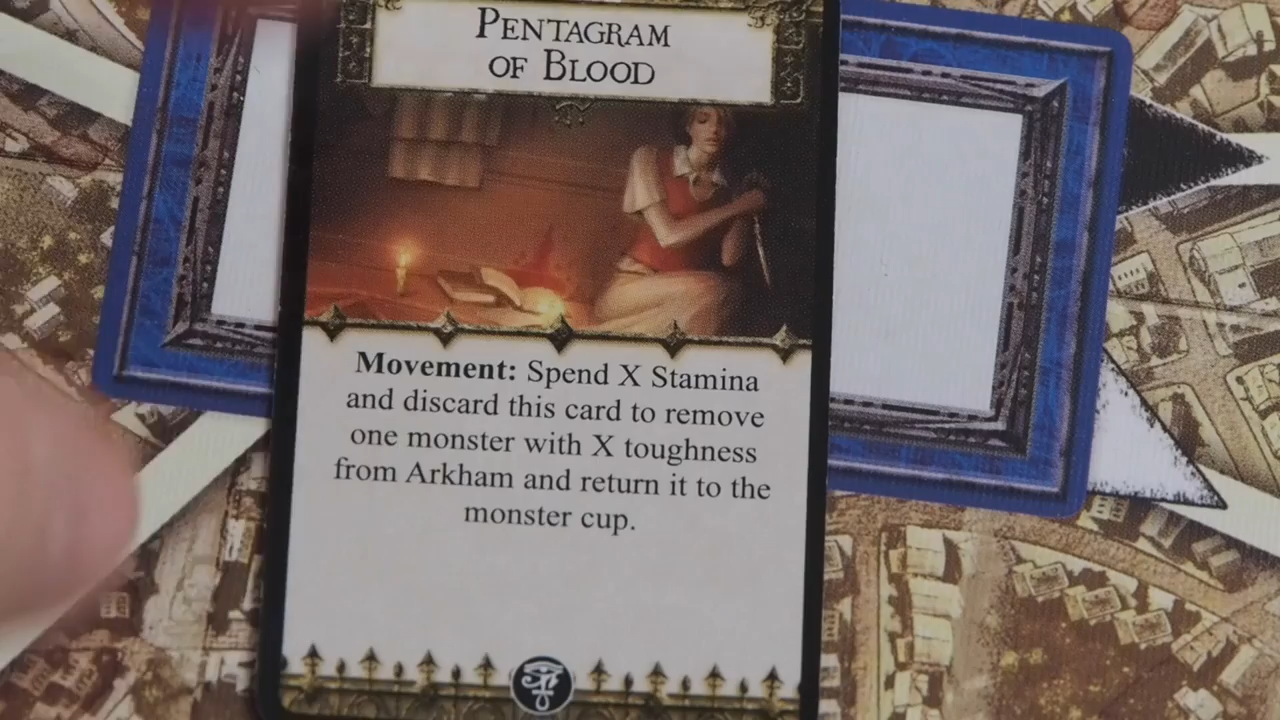 PENTAGRAM
OF BLOOD
Movement: Spend X Stamina
and discard this card to remove
one monster with X toughness
from Arkham and return it to the
monster cup.